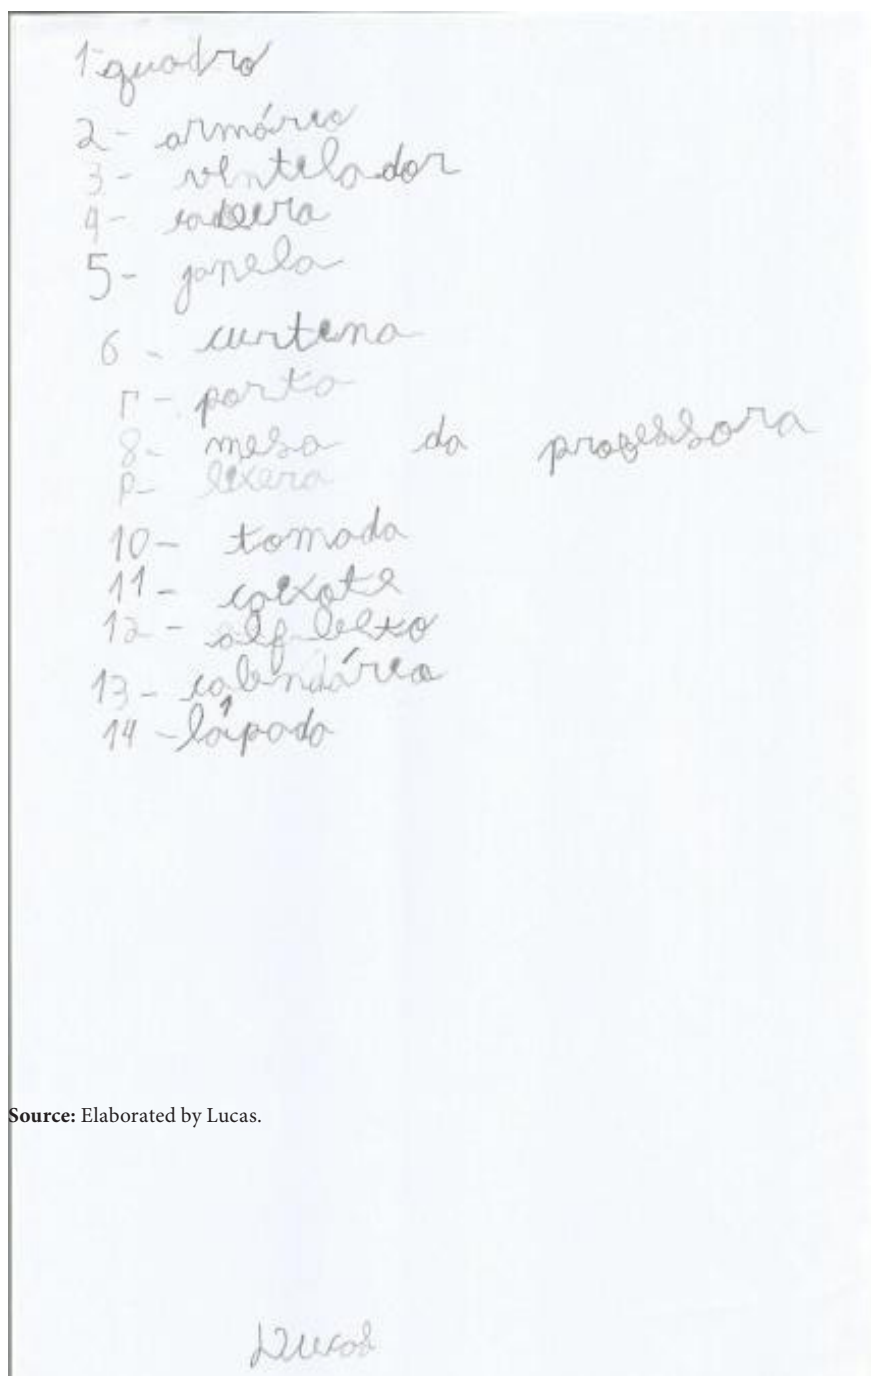 1-quadro
2- armário
3- ventilador
4- cadeira
5- janela
6 - curtena
7- porta
8- mesa da professora
9- lixera
10- tomada
11- caixote
12 - alfabeto
13- calendário
14 -lápada
Source: Elaborated by Lucas.
Lucas